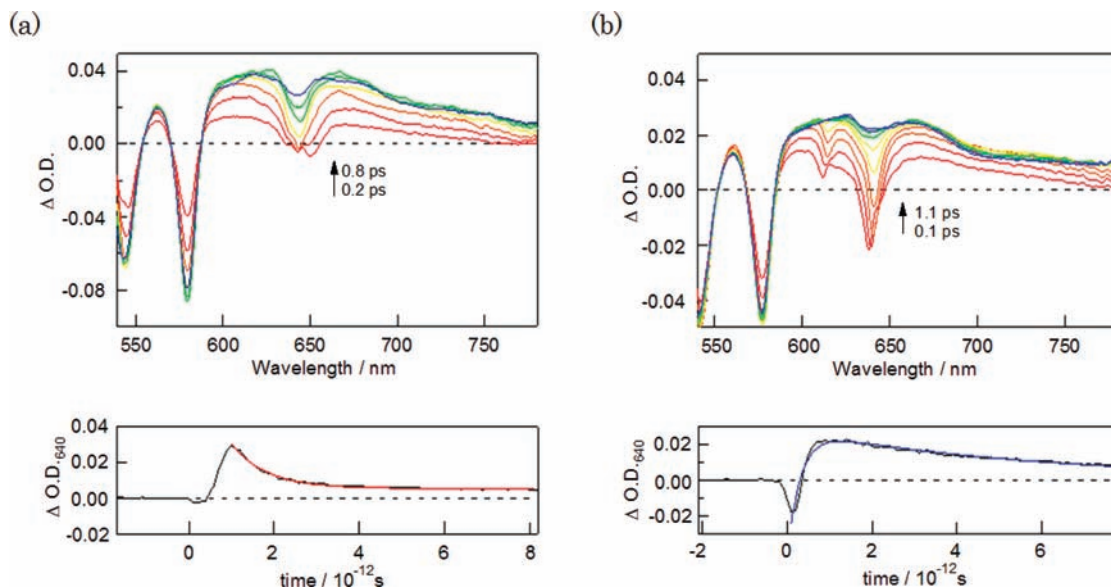 (a)
Δ O.D.
0.04
0.00
-0.04
-0.08
0.8 ps
0.2 ps
550 600 650 700 750
Wavelength / nm
Δ O.D.640
0.04
0.02
0.00
-0.02
0 2 4 6 8
time / 10-12s
(b)
Δ O.D.
0.04
0.02
0.00
-0.02
-0.04
1.1 ps
0.1 ps
550 600 650 700 750
Wavelength / nm
Δ O.D.640
0.04
0.02
0.00
-0.02
-2 0 2 4 6
time / 10-12s